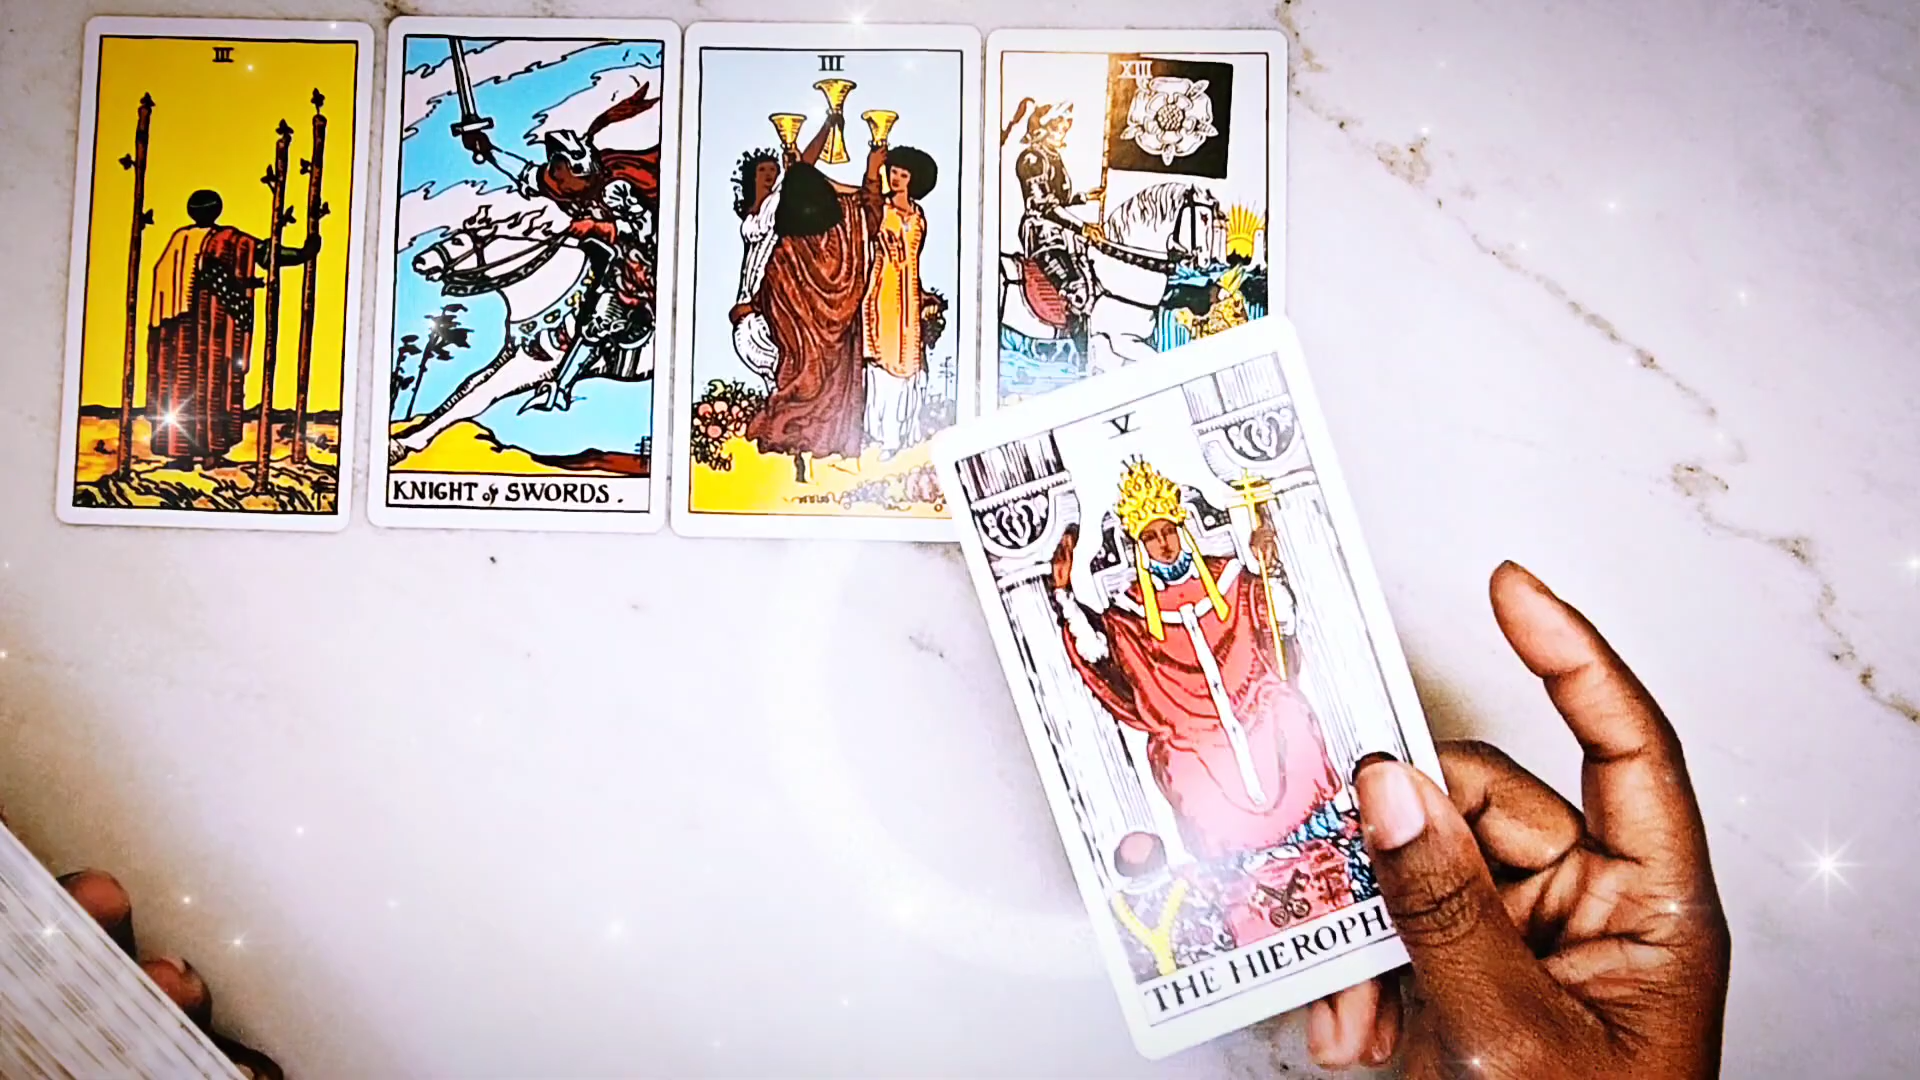 III
KNIGHT of SWORDS.
III
XIII
V
THE HIEROPH